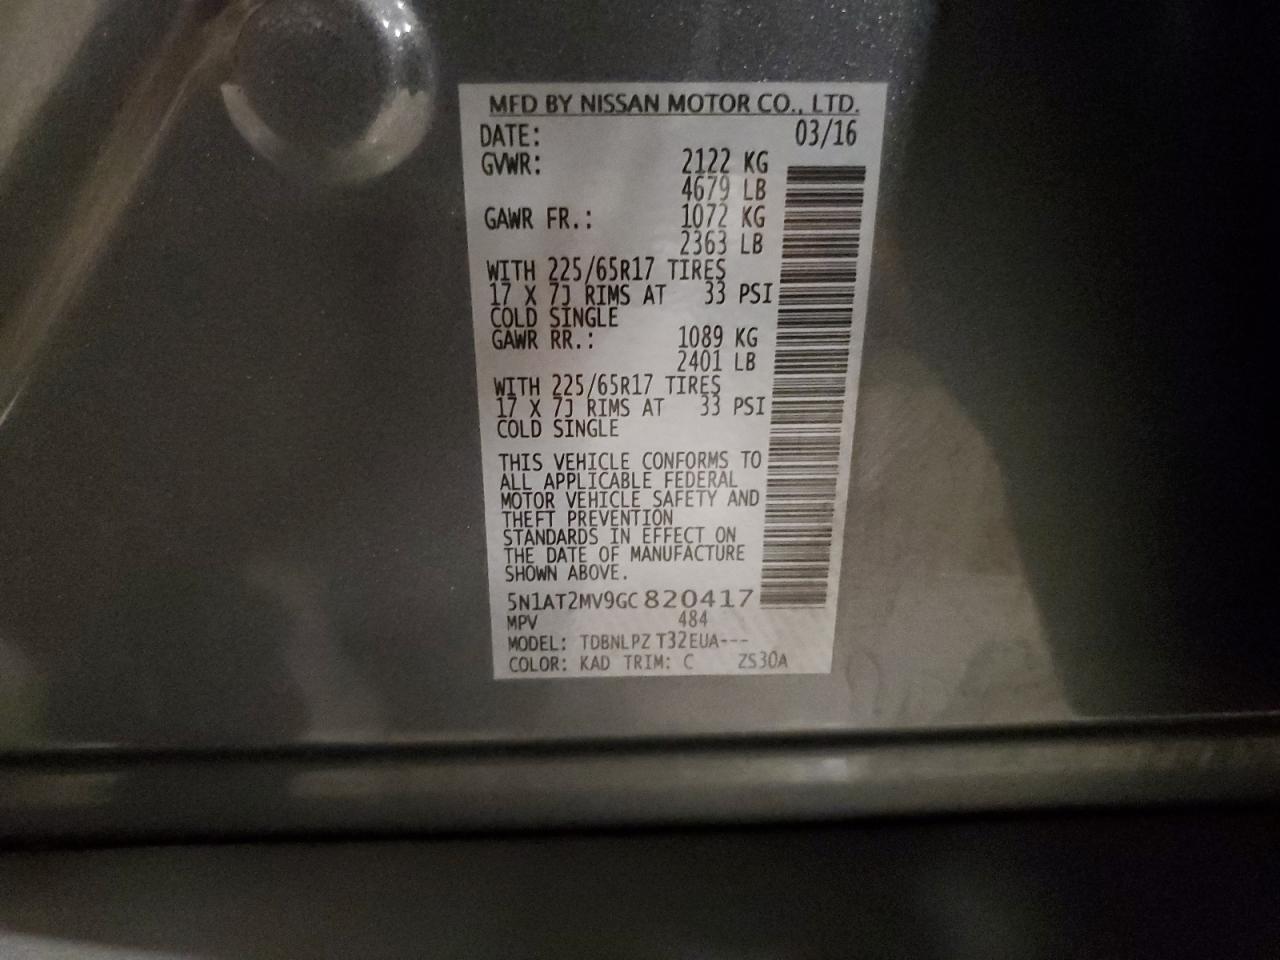 MFD BY NISSAN MOTOR CO., LTD.
DATE: 03/16
GVWR: 2122 KG
4679 LB
GAWR FR.: 1072 KG
2363 LB
WITH 225/65R17 TIRES
17 X 7J RIMS AT 33 PSI
COLD SINGLE
GAWR RR.: 1089 KG
2401 LB
WITH 225/65R17 TIRES
17 X 7J RIMS AT 33 PSI
COLD SINGLE
THIS VEHICLE CONFORMS TO
ALL APPLICABLE FEDERAL
MOTOR VEHICLE SAFETY AND
THEFT PREVENTION
STANDARDS IN EFFECT ON
THE DATE OF MANUFACTURE
SHOWN ABOVE.
5N1AT2MV9GC820417
MPV 484
MODEL: TDBNLPZ T32EUA---
COLOR: KAD TRIM: C ZS30A